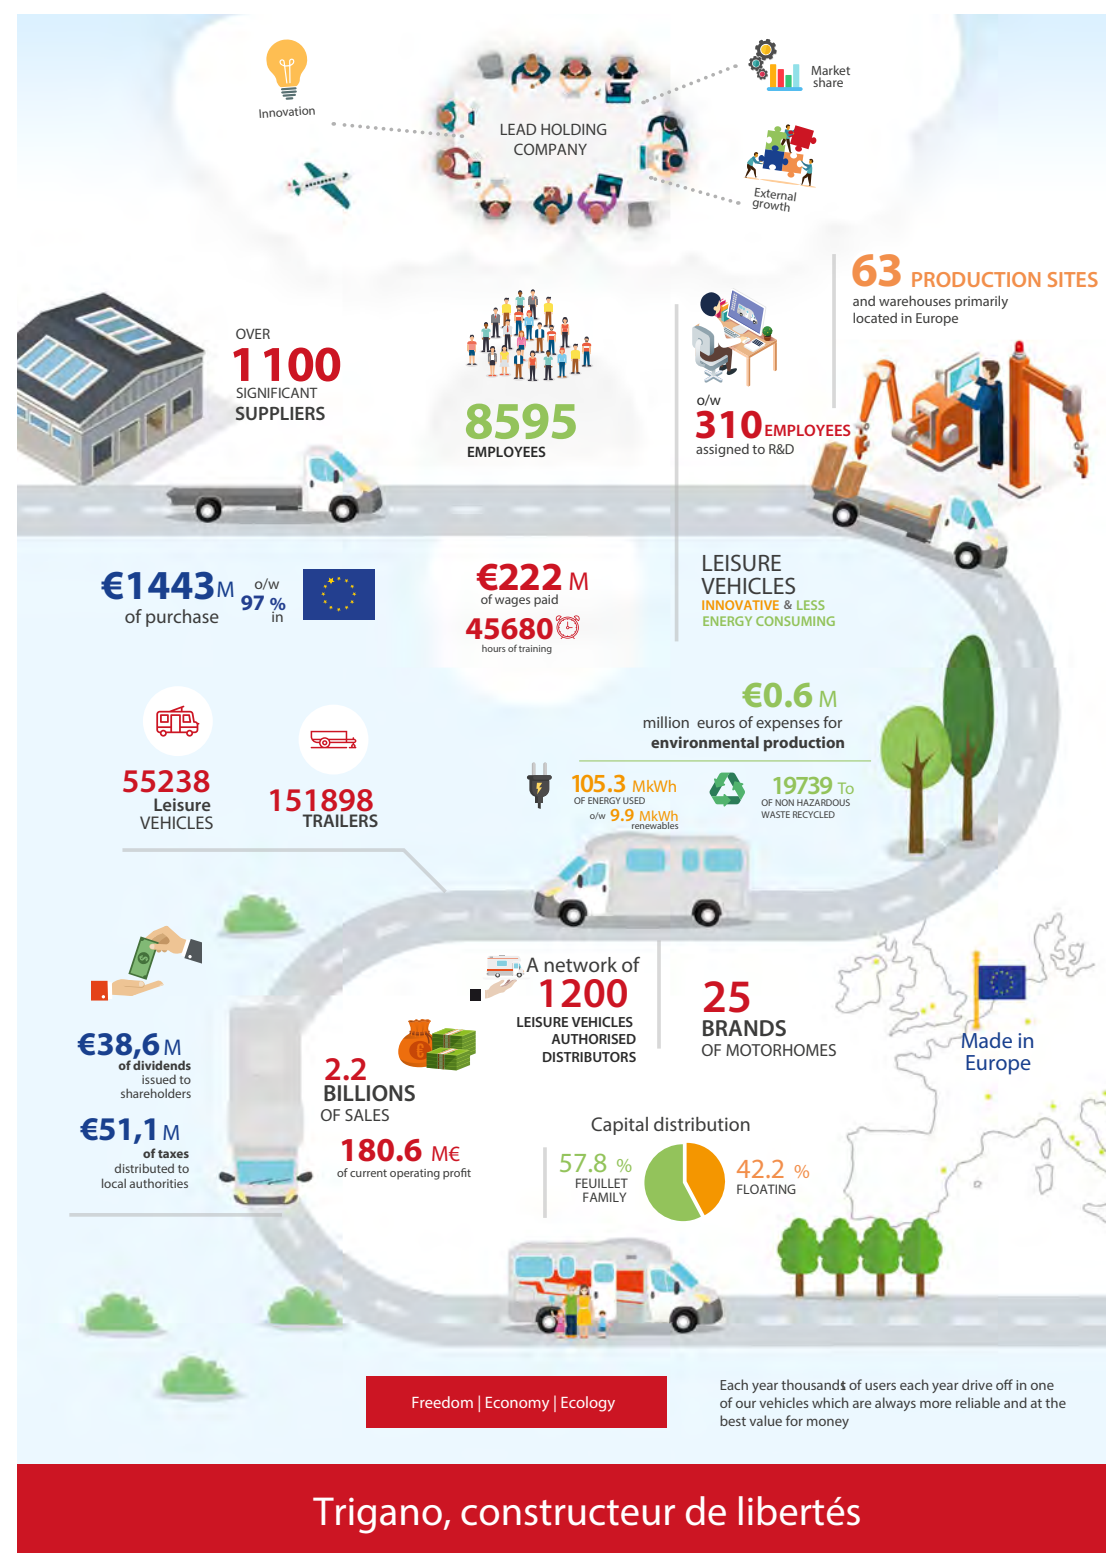 Innovation
LEAD HOLDING
COMPANY
Market
share
External
growth
OVER
1100
SIGNIFICANT
SUPPLIERS
8595
EMPLOYEES
o/w
310 EMPLOYEES
assigned to R&D
63 PRODUCTION SITES
and warehouses primarily
located in Europe
€1443 M
of purchase
o/w
97 %
in
€222 M
of wages paid
45680
hours of training
LEISURE
VEHICLES
INNOVATIVE & LESS
ENERGY CONSUMING
€0.6 M
million euros of expenses for
environmental production
105.3 MkWh
OF ENERGY USED
o/w 9.9 MkWh
renewables
19739 To
OF NON HAZARDOUS
WASTE RECYCLED
55238
Leisure
VEHICLES
151898
TRAILERS
A network of
1200
LEISURE VEHICLES
AUTHORISED
DISTRIBUTORS
25
BRANDS
OF MOTORHOMES
Made in
Europe
€38,6 M
of dividends
issued to
shareholders
€51,1 M
of taxes
distributed to
local authorities
2.2
BILLIONS
OF SALES
180.6 M€
of current operating profit
Capital distribution
57.8 %
FEUILLET
FAMILY
42.2 %
FLOATING
Freedom | Economy | Ecology
Each year thousands of users each year drive off in one
of our vehicles which are always more reliable and at the
best value for money
Trigano, constructeur de libertés